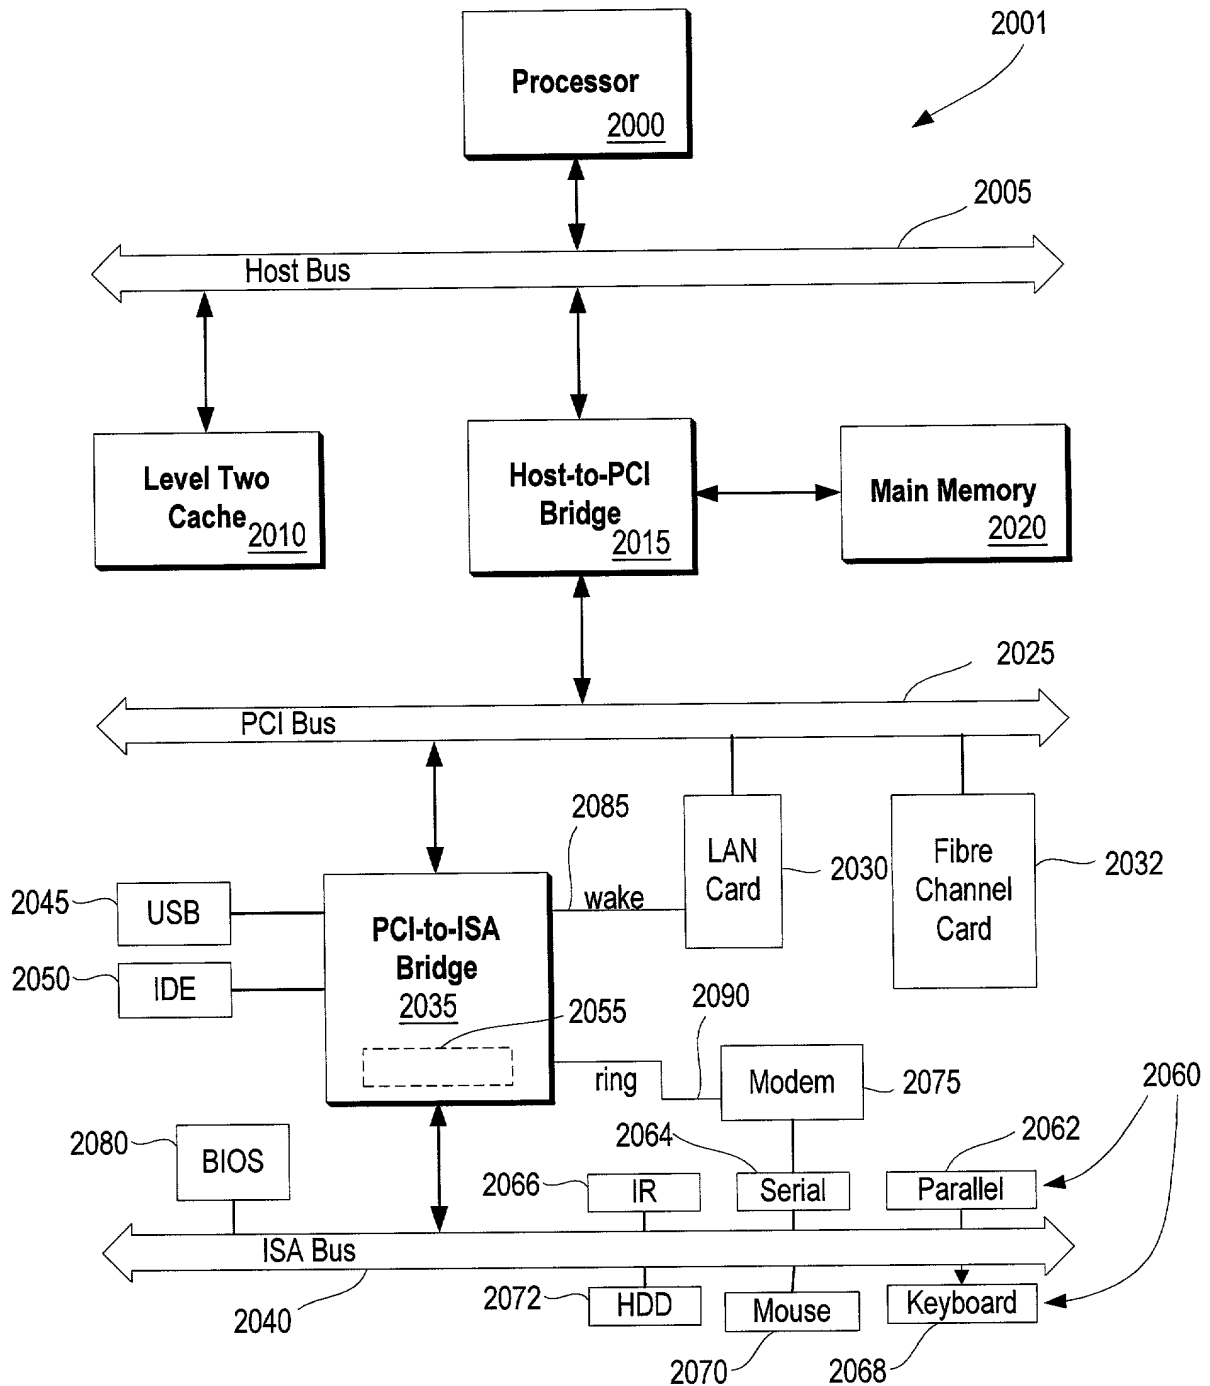 2001
Processor
2000
2005
Host Bus
Level Two
Cache
2010
Host-to-PCI
Bridge
2015
Main Memory
2020
2025
PCI Bus
2085
wake
LAN
Card
2030
Fibre
Channel
Card
2032
2045
USB
2050
IDE
PCI-to-ISA
Bridge
2035
2055
2090
ring
Modem
2075
2060
2080
BIOS
2064
2062
2066
IR
Serial
Parallel
ISA Bus
2040
2072
HDD
Mouse
Keyboard
2070
2068